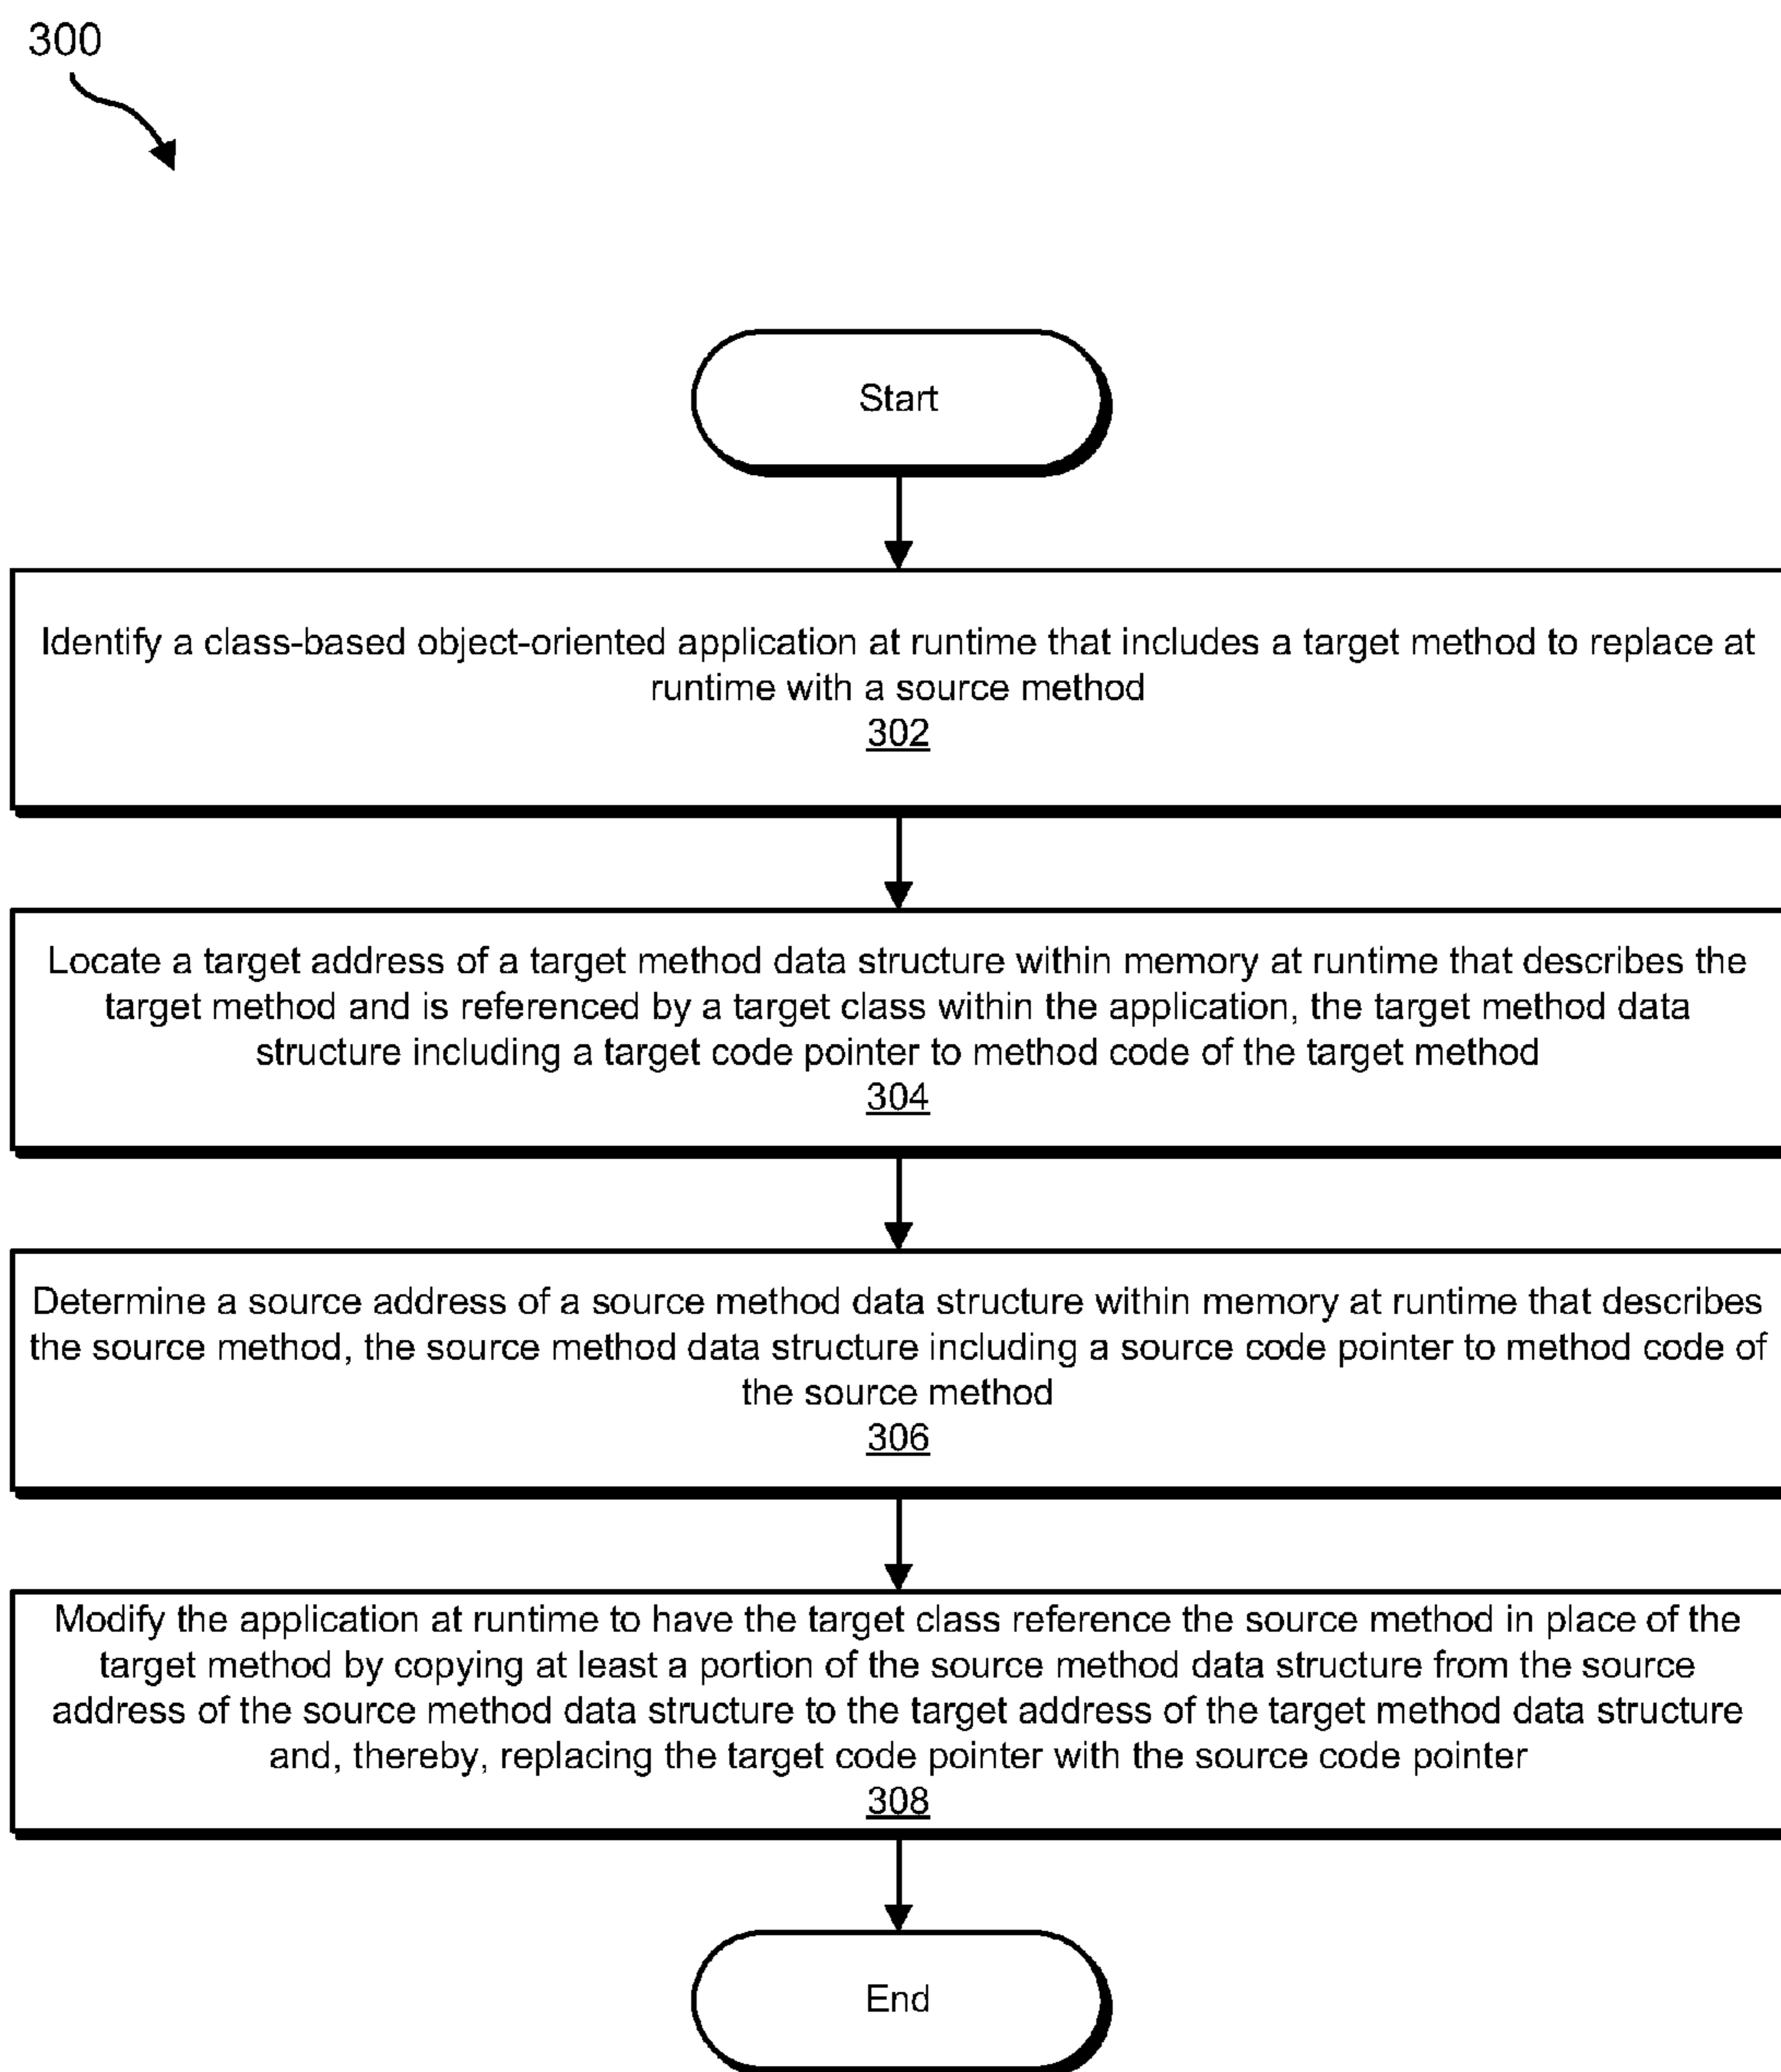 300
Start
Identify a class-based object-oriented application at runtime that includes a target method to replace at
runtime with a source method
302
Locate a target address of a target method data structure within memory at runtime that describes the
target method and is referenced by a target class within the application, the target method data
structure including a target code pointer to method code of the target method
304
Determine a source address of a source method data structure within memory at runtime that describes
the source method, the source method data structure including a source code pointer to method code of
the source method
306
Modify the application at runtime to have the target class reference the source method in place of the
target method by copying at least a portion of the source method data structure from the source
address of the source method data structure to the target address of the target method data structure
and, thereby, replacing the target code pointer with the source code pointer
308
End